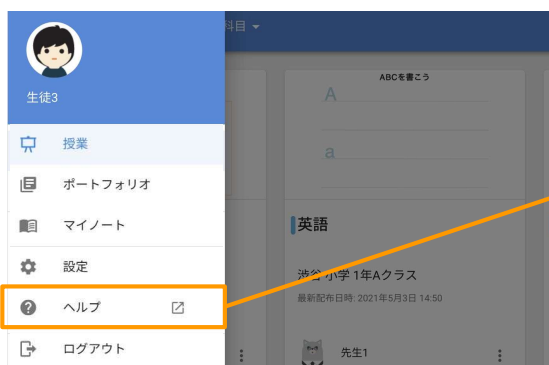 生徒3
授業
ポートフォリオ
マイノート
設定
ヘルプ
ログアウト
科目
ABCを書こう
A
a
英語
渋谷小学 1年Aクラス
最新配布日時: 2021年5月3日 14:50
先生1